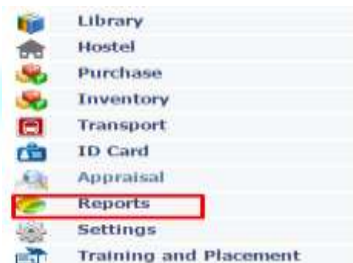 Library
Hostel
Purchase
Inventory
Transport
ID Card
Appraisal
Reports
Settings
Training and Placement